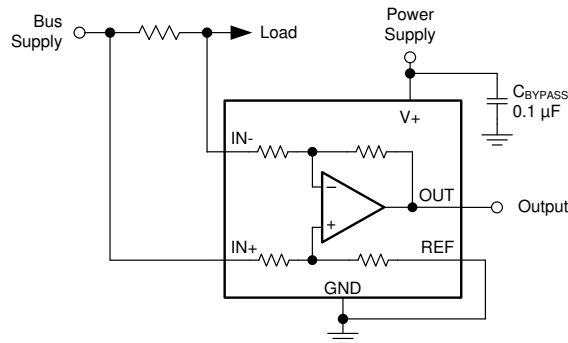 Bus
Supply
Load
Power
Supply
C_BYPASS
0.1 µF
V+
IN-
−
+
OUT
Output
IN+
REF
GND